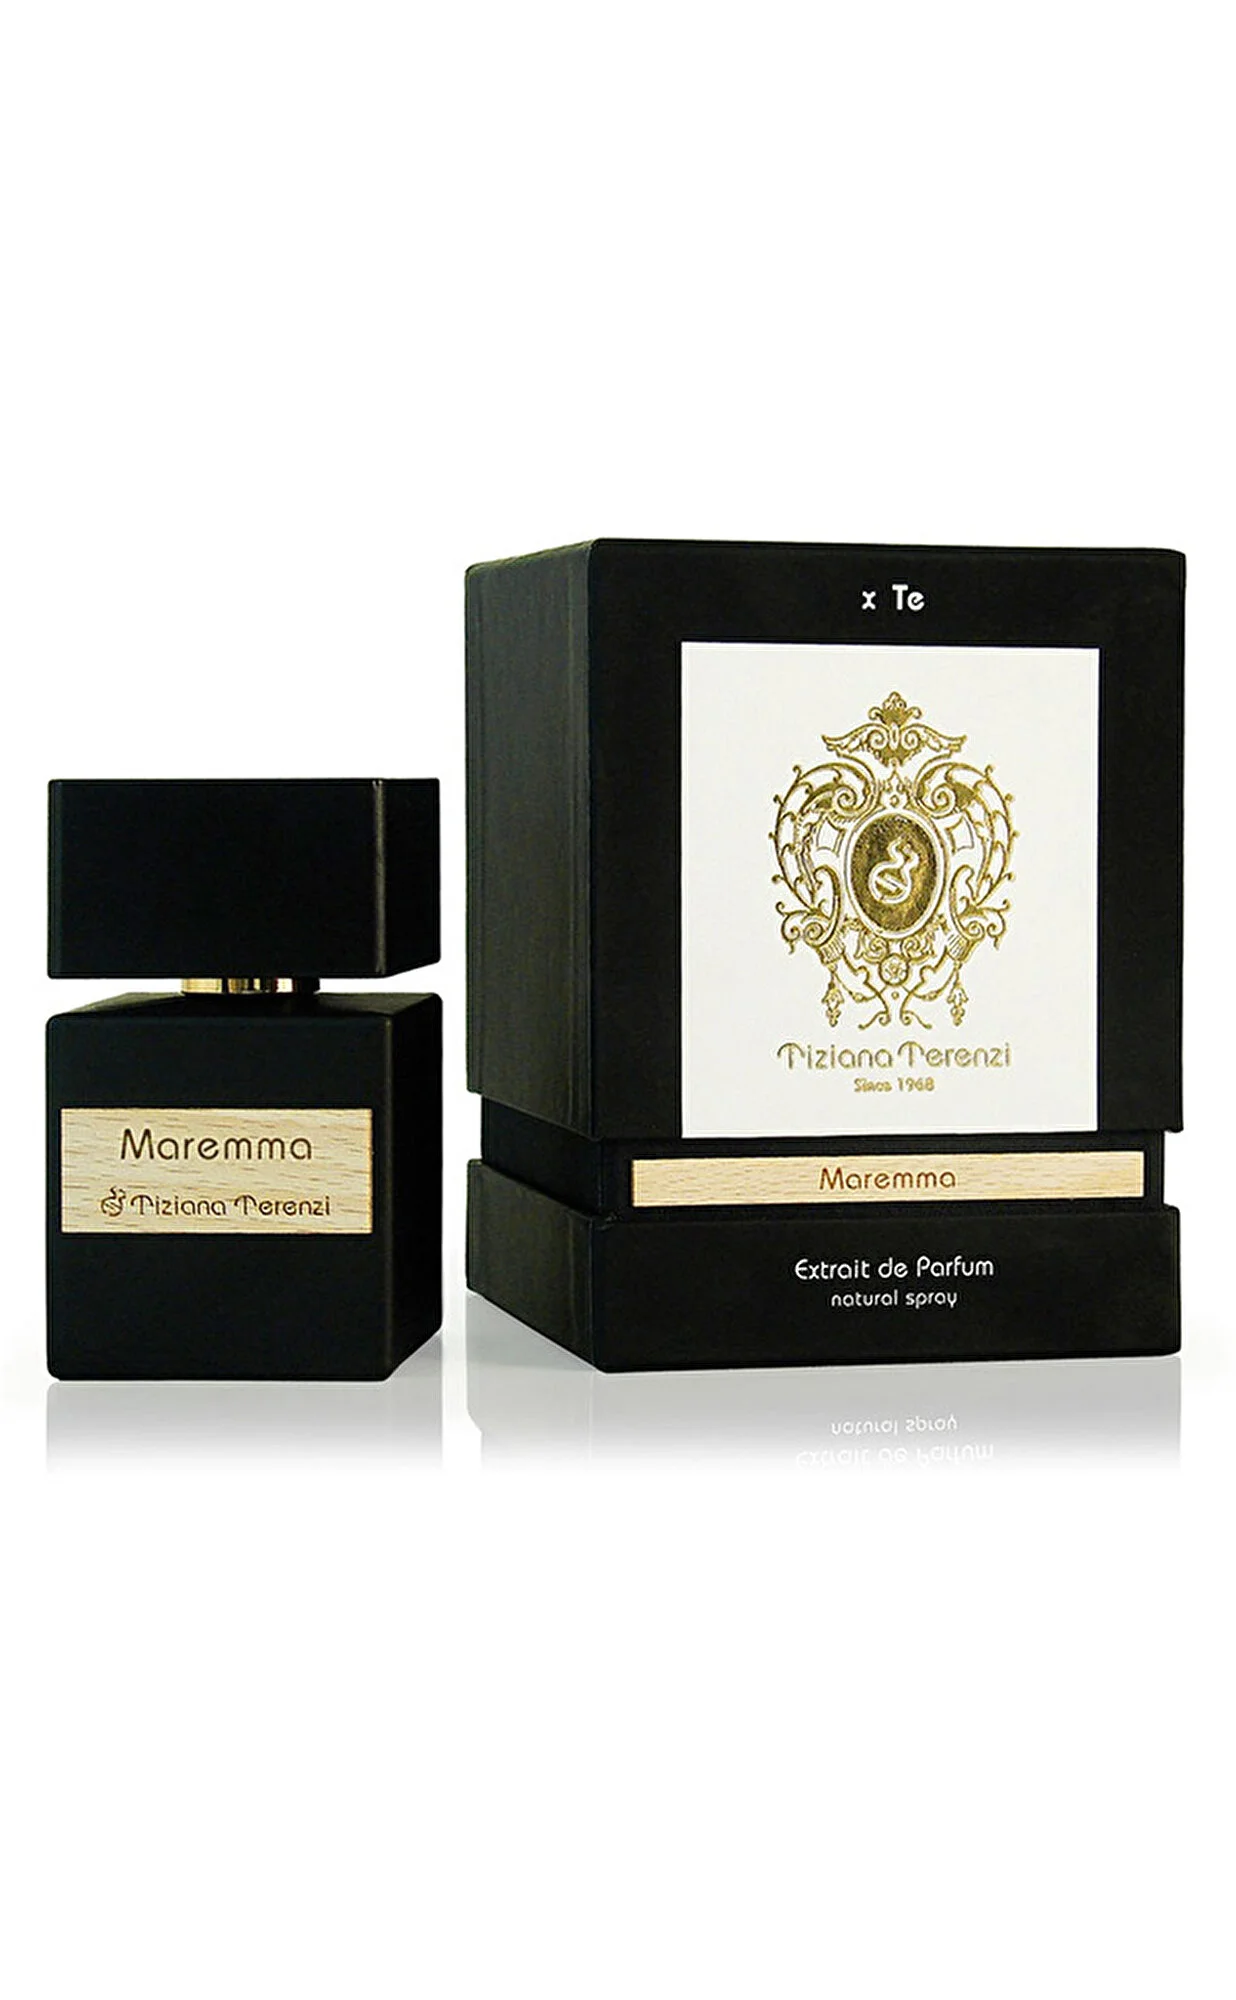 x Te
Tiziana Terenzi
Since 1968
Maremma
Extrait de Parfum
natural spray
Maremma
Tiziana Terenzi